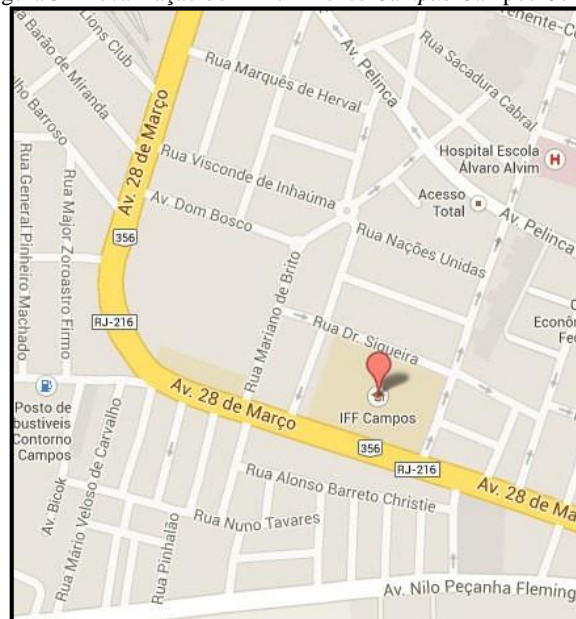 Lions Club
Rua Barão de Miranda
Barroso
Rua General Pinheiro Machado
Rua Major Zoroastro Firmo
Av. 28 de Março
356
RJ-216
Rua Marquês de Herval
Av. Pelinca
Rua Sacadura Cabral
Hospital Escola
Álvaro Alvim
H
Acesso
Total
Av. Pelinca
Rua Visconde de Inhaúma
Av. Dom Bosco
Rua Nações Unidas
Rua Mariano de Brito
Rua Dr. Siqueira
IFF Campos
Av. 28 de Março
356
RJ-216
Av. 28 de Ma
Posto de
bustíveis
Contorno
Campos
Av. Bicok
Rua Mário Veloso de Carvalho
Rua Pinhalão
Rua Nuno Tavares
Rua Alonso Barreto Christie
Av. Nilo Peçanha Fleming